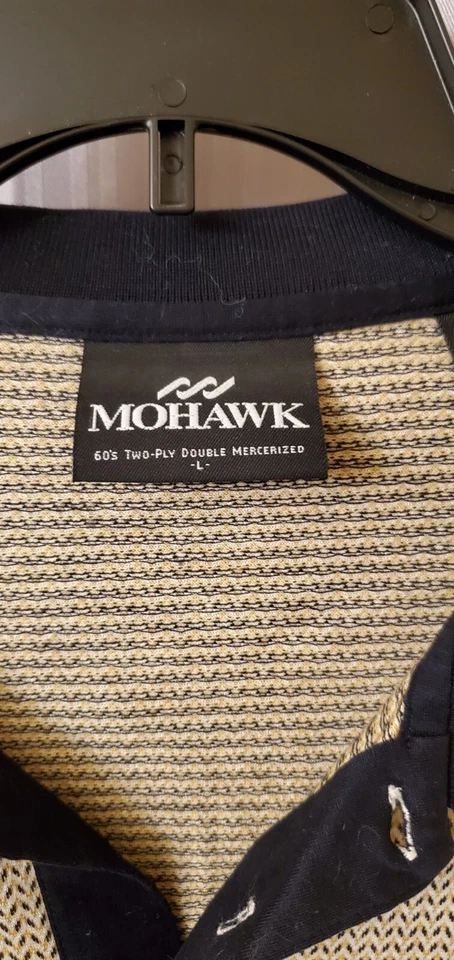 MOHAWK
60'S TWO-PLY DOUBLE MERCERIZED
-L-